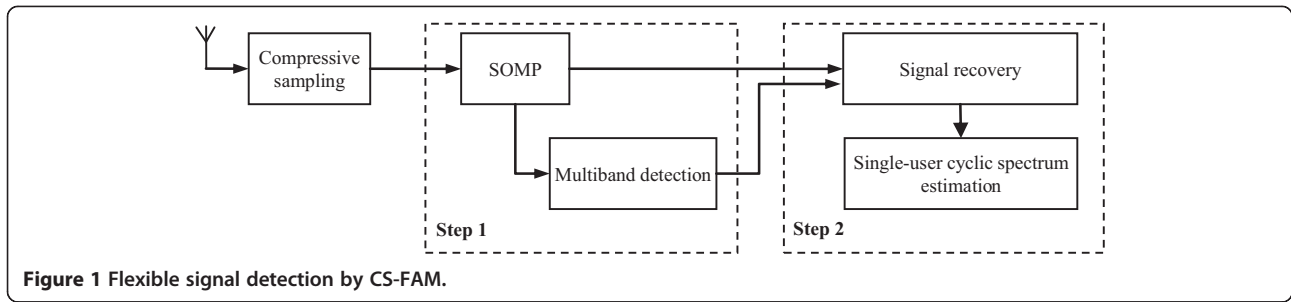 Compressive
sampling
SOMP
Multiband detection
Step 1
Signal recovery
Single-user cyclic spectrum
estimation
Step 2
Figure 1 Flexible signal detection by CS-FAM.